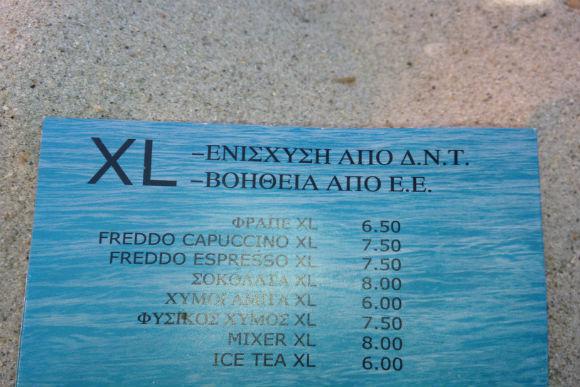 XL -ΕΝΙΣΧΥΣΗ ΑΠΟ Δ.Ν.Τ.
-ΒΟΗΘΕΙΑ ΑΠΟ Ε.Ε.
ΦΡΑΠΕ XL 6.50
FREDDO CAPUCCINO XL 7.50
FREDDO ESPRESSO XL 7.50
ΣΟΚΟΛΑΤΑ XL 8.00
ΧΥΜΟΙ ΑΜΙΤΑ XL 6.00
ΦΥΣΙΚΟΣ ΧΥΜΟΣ XL 7.50
MIXER XL 8.00
ICE TEA XL 6.00